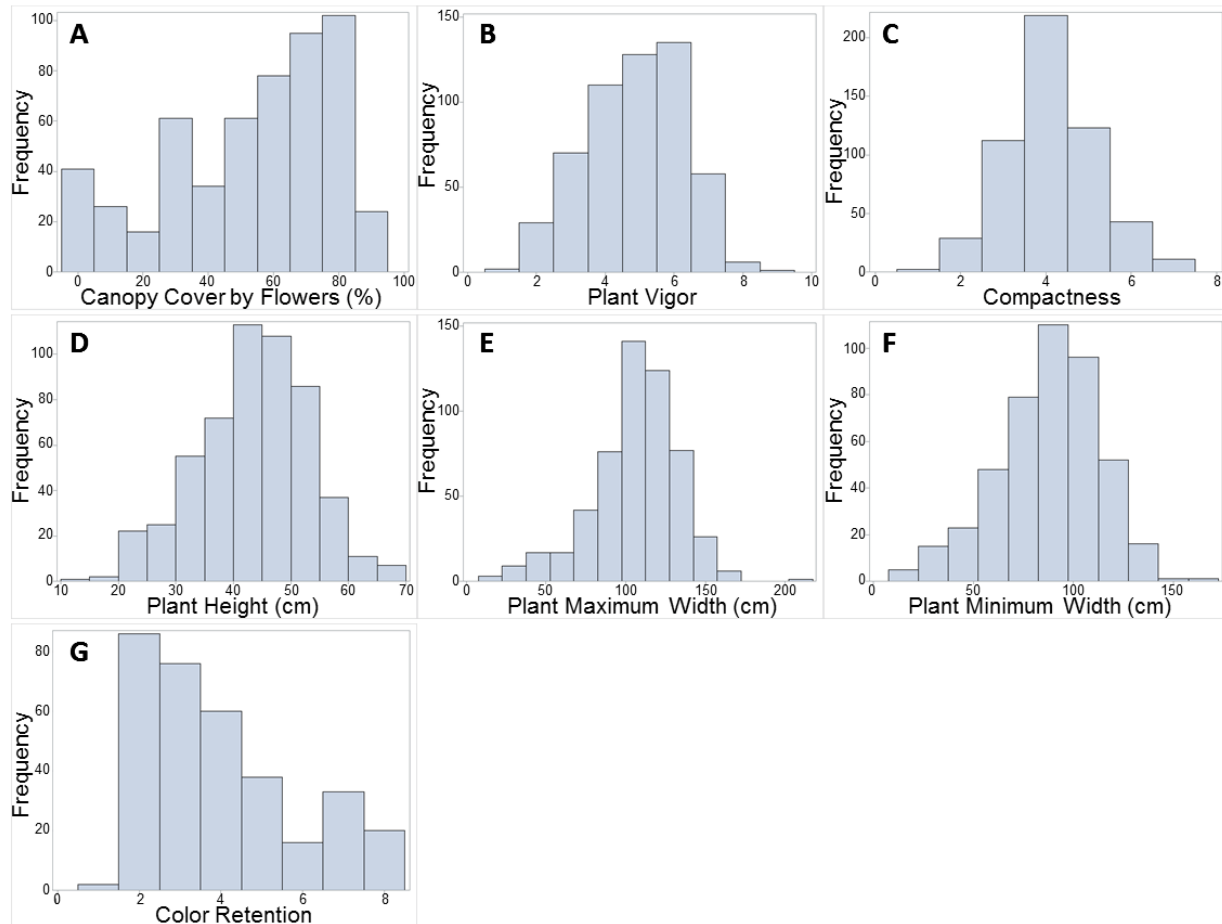 A
Frequency
100
80
60
40
20
0
0 20 40 60 80 100
Canopy Cover by Flowers (%)
B
Frequency
150
100
50
0
0 2 4 6 8 10
Plant Vigor
C
Frequency
200
150
100
50
0
0 2 4 6 8
Compactness
D
Frequency
100
80
60
40
20
0
10 20 30 40 50 60 70
Plant Height (cm)
E
Frequency
150
100
50
0
0 50 100 150 200
Plant Maximum Width (cm)
F
Frequency
100
80
60
40
20
0
0 50 100 150
Plant Minimum Width (cm)
G
Frequency
80
60
40
20
0
0 2 4 6 8
Color Retention